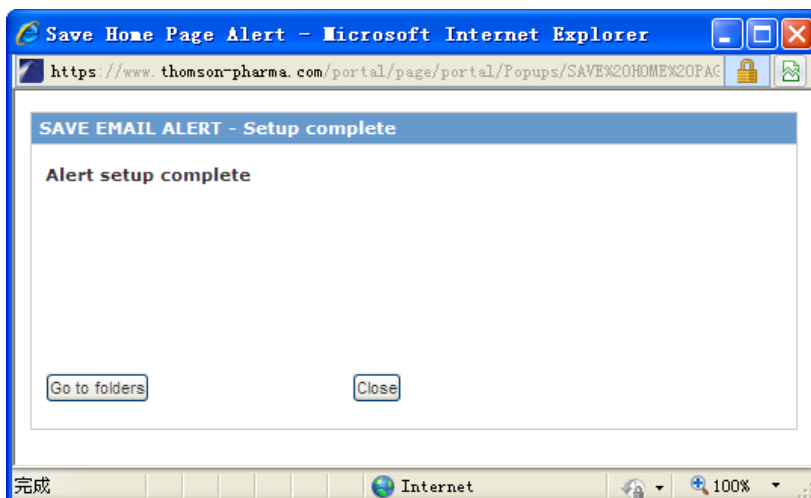 Save Home Page Alert - Microsoft Internet Explorer
https://www.thomson-pharma.com/portal/page/portal/Popups/SAVE%20HOME%20PAG
SAVE EMAIL ALERT - Setup complete
Alert setup complete
Go to folders Close
完成 Internet 100%